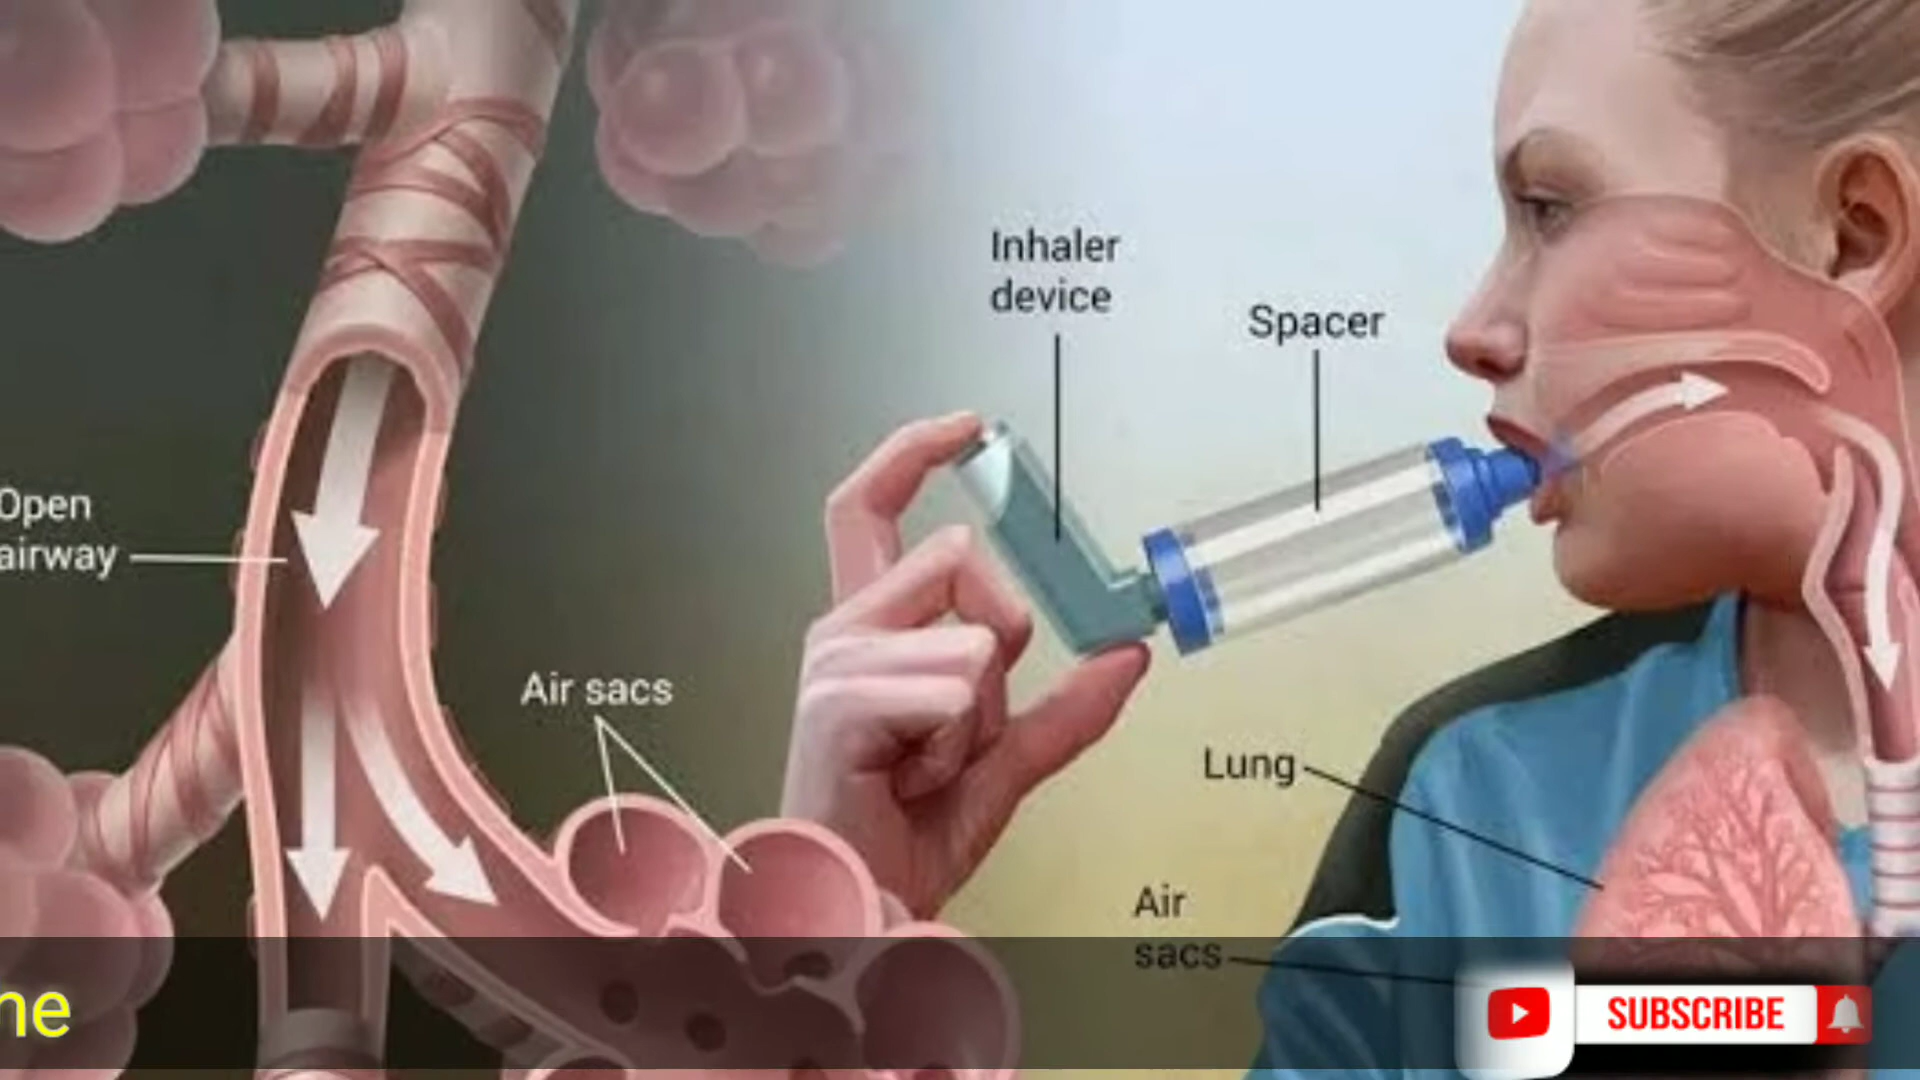 Inhaler
device
Spacer
Open
airway
Air sacs
Lung
Air
sacs
ne
SUBSCRIBE